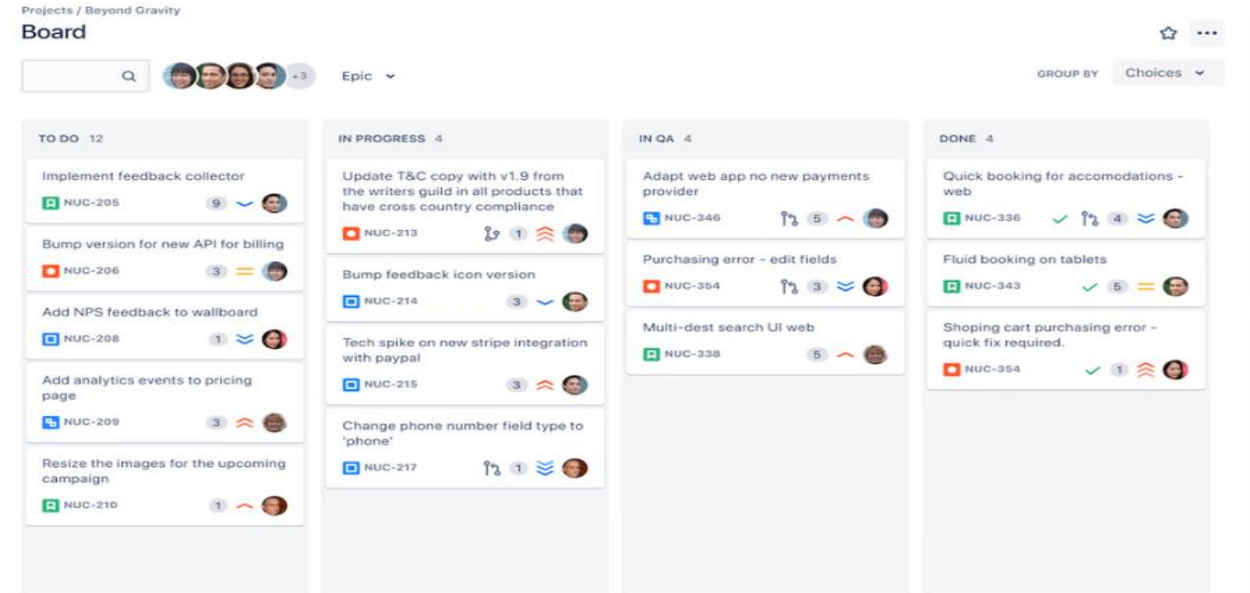 Projects / Beyond Gravity
Board
+3
Epic
GROUP BY
Choices
TO DO 12
Implement feedback collector
NUC-205
9
Bump version for new API for billing
NUC-206
3
Add NPS feedback to wallboard
NUC-208
1
Add analytics events to pricing
page
NUC-209
3
Resize the images for the upcoming
campaign
NUC-210
1
IN PROGRESS 4
Update T&C copy with v1.9 from
the writers guild in all products that
have cross country compliance
NUC-213
1
Bump feedback icon version
NUC-214
3
Tech spike on new stripe integration
with paypal
NUC-215
3
Change phone number field type to
'phone'
NUC-217
1
IN QA 4
Adapt web app no new payments
provider
NUC-346
5
Purchasing error - edit fields
NUC-354
3
Multi-dest search UI web
NUC-338
5
DONE 4
Quick booking for accomodations -
web
NUC-336
4
Fluid booking on tablets
NUC-343
5
Shoping cart purchasing error -
quick fix required.
NUC-354
1